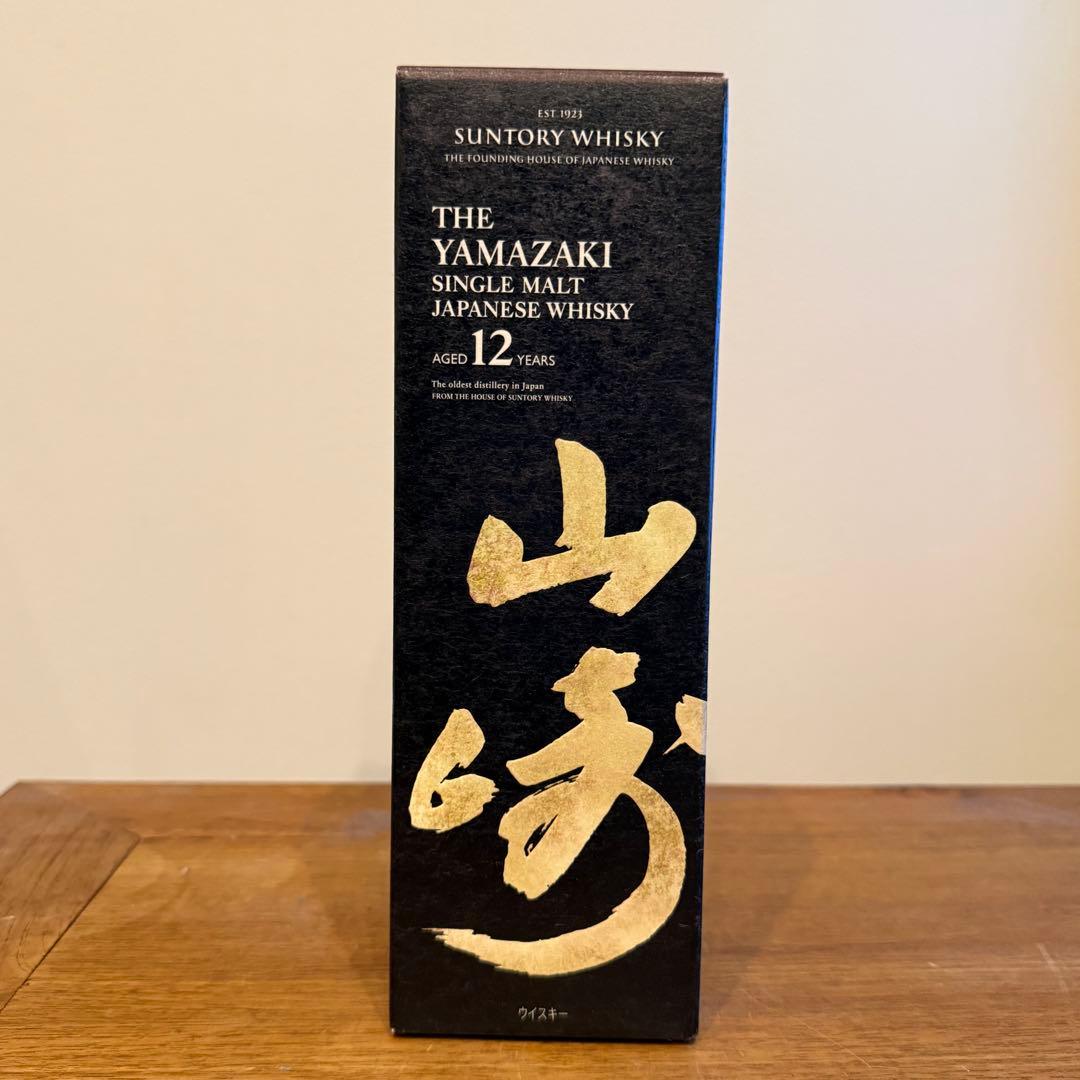 EST 1923
SUNTORY WHISKY
THE FOUNDING HOUSE OF JAPANESE WHISKY
THE
YAMAZAKI
SINGLE MALT
JAPANESE WHISKY
AGED 12 YEARS
The oldest distillery in Japan
FROM THE HOUSE OF SUNTORY WHISKY
山
崎
ウイスキー